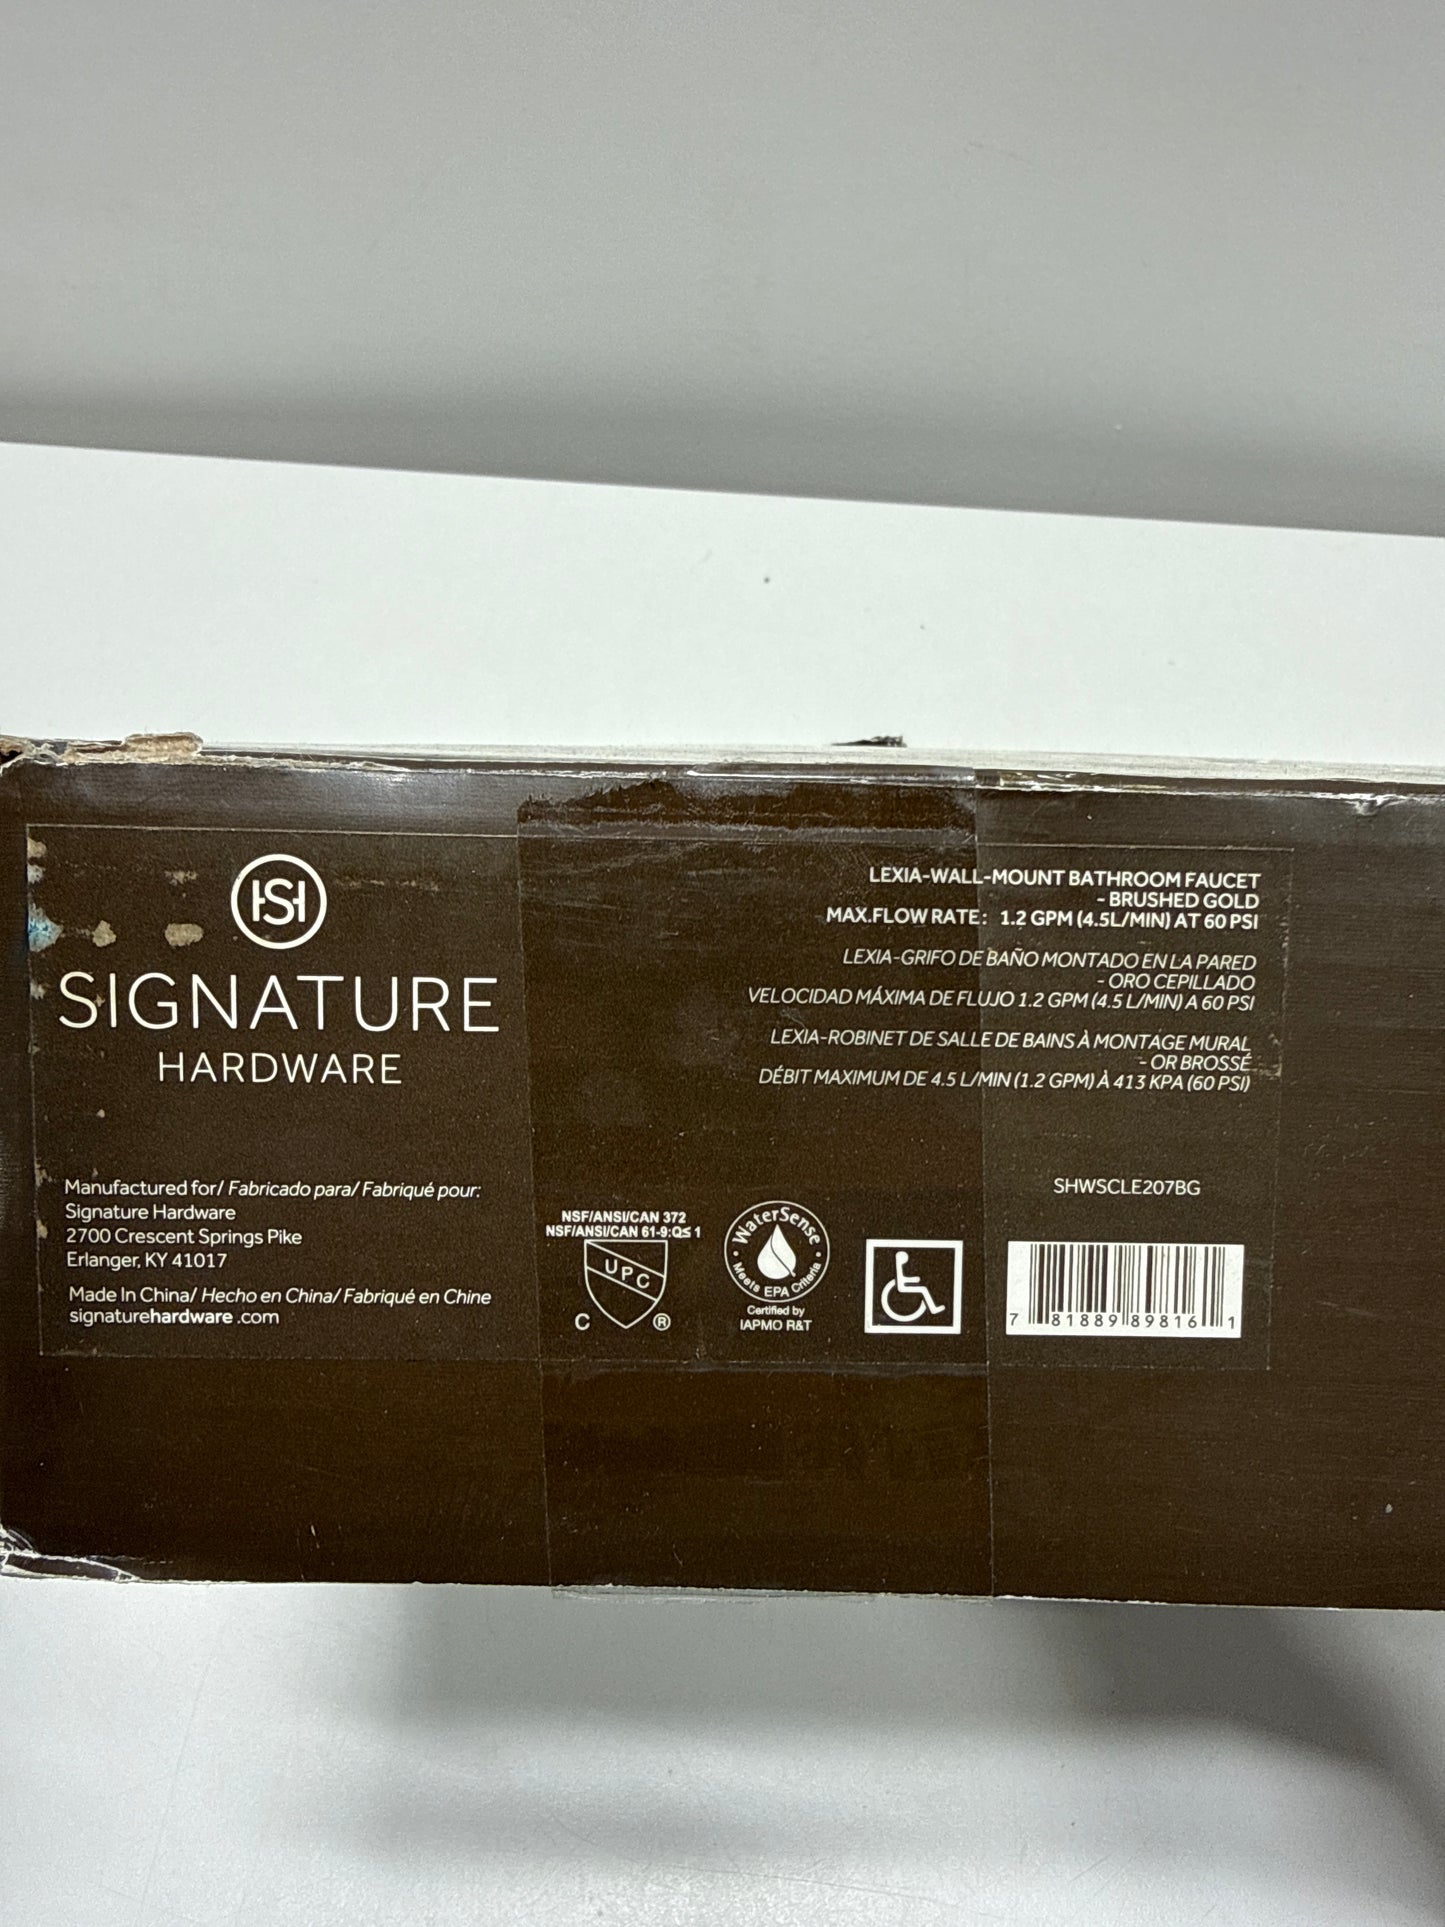 SIGNATURE
HARDWARE
LEXIA-WALL-MOUNT BATHROOM FAUCET
- BRUSHED GOLD
MAX.FLOW RATE: 1.2 GPM (4.5L/MIN) AT 60 PSI
LEXIA-GRIFO DE BAÑO MONTADO EN LA PARED
- ORO CEPILLADO
VELOCIDAD MÁXIMA DE FLUJO 1.2 GPM (4.5 L/MIN) A 60 PSI
LEXIA-ROBINET DE SALLE DE BAINS À MONTAGE MURAL
- OR BROSSÉ
DÉBIT MAXIMUM DE 4.5 L/MIN (1.2 GPM) À 413 KPA (60 PSI)
Manufactured for/ Fabricado para/ Fabriqué pour:
Signature Hardware
2700 Crescent Springs Pike
Erlanger, KY 41017
Made In China/ Hecho en China/ Fabriqué en Chine
signaturehardware .com
NSF/ANSI/CAN 372
NSF/ANSI/CAN 61-9:Q≤ 1
UPC
C ®
WaterSense
Meets EPA Criteria
Certified by
IAPMO R&T
SHWSCLE207BG
7 81889 89816 1